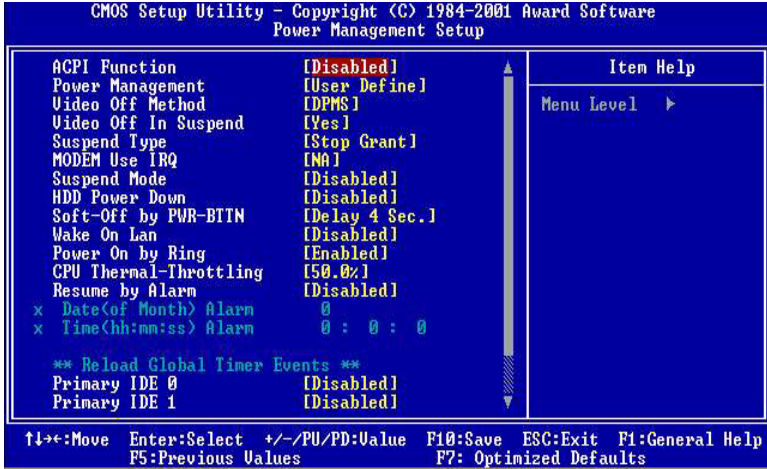 CMOS Setup Utility - Copyright (C) 1984-2001 Award Software
Power Management Setup
ACPI Function [Disabled]
Power Management [User Define]
Video Off Method [DPMS]
Video Off In Suspend [Yes]
Suspend Type [Stop Grant]
MODEM Use IRQ [NA]
Suspend Mode [Disabled]
HDD Power Down [Disabled]
Soft-Off by PWR-BTTN [Delay 4 Sec.]
Wake On Lan [Disabled]
Power On by Ring [Enabled]
CPU Thermal-Throttling [50.0%]
Resume by Alarm [Disabled]
x Date(of Month) Alarm 0
x Time(hh:mm:ss) Alarm 0 : 0 : 0
** Reload Global Timer Events **
Primary IDE 0 [Disabled]
Primary IDE 1 [Disabled]
Item Help
Menu Level ▶
↑↓→←:Move Enter:Select +/-/PU/PD:Value F10:Save ESC:Exit F1:General Help
F5:Previous Values F7: Optimized Defaults